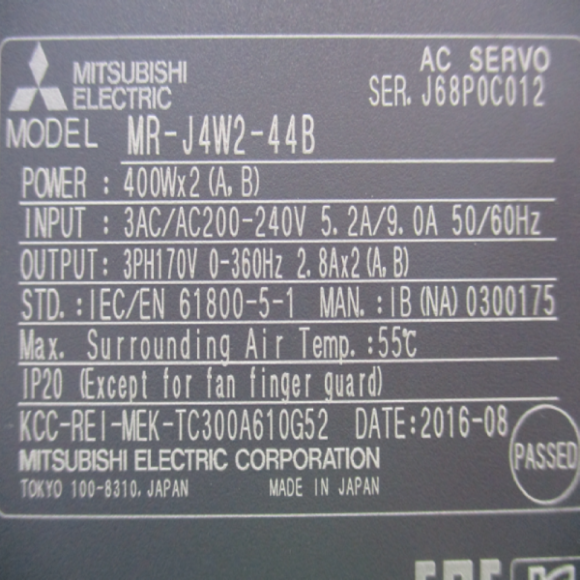 MITSUBISHI
ELECTRIC
AC SERVO
SER. J68P0C012
MODEL MR-J4W2-44B
POWER : 400Wx2 (A, B)
INPUT : 3AC/AC200-240V 5.2A/9.0A 50/60Hz
OUTPUT: 3PH170V 0-360Hz 2.8Ax2 (A, B)
STD. : IEC/EN 61800-5-1 MAN. : IB (NA) 0300175
Max. Surrounding Air Temp. :55℃
IP20 (Except for fan finger guard)
KCC-REI-MEK-TC300A610G52 DATE:2016-08
MITSUBISHI ELECTRIC CORPORATION
TOKYO 100-8310, JAPAN MADE IN JAPAN
PASSED